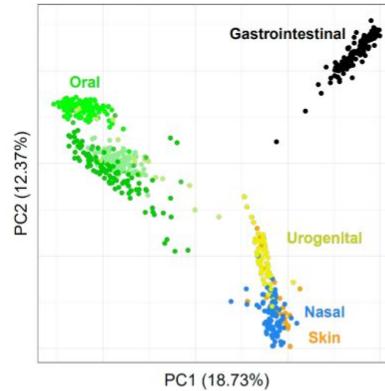 Gastrointestinal
Oral
PC2 (12.37%)
Urogenital
Nasal
Skin
PC1 (18.73%)